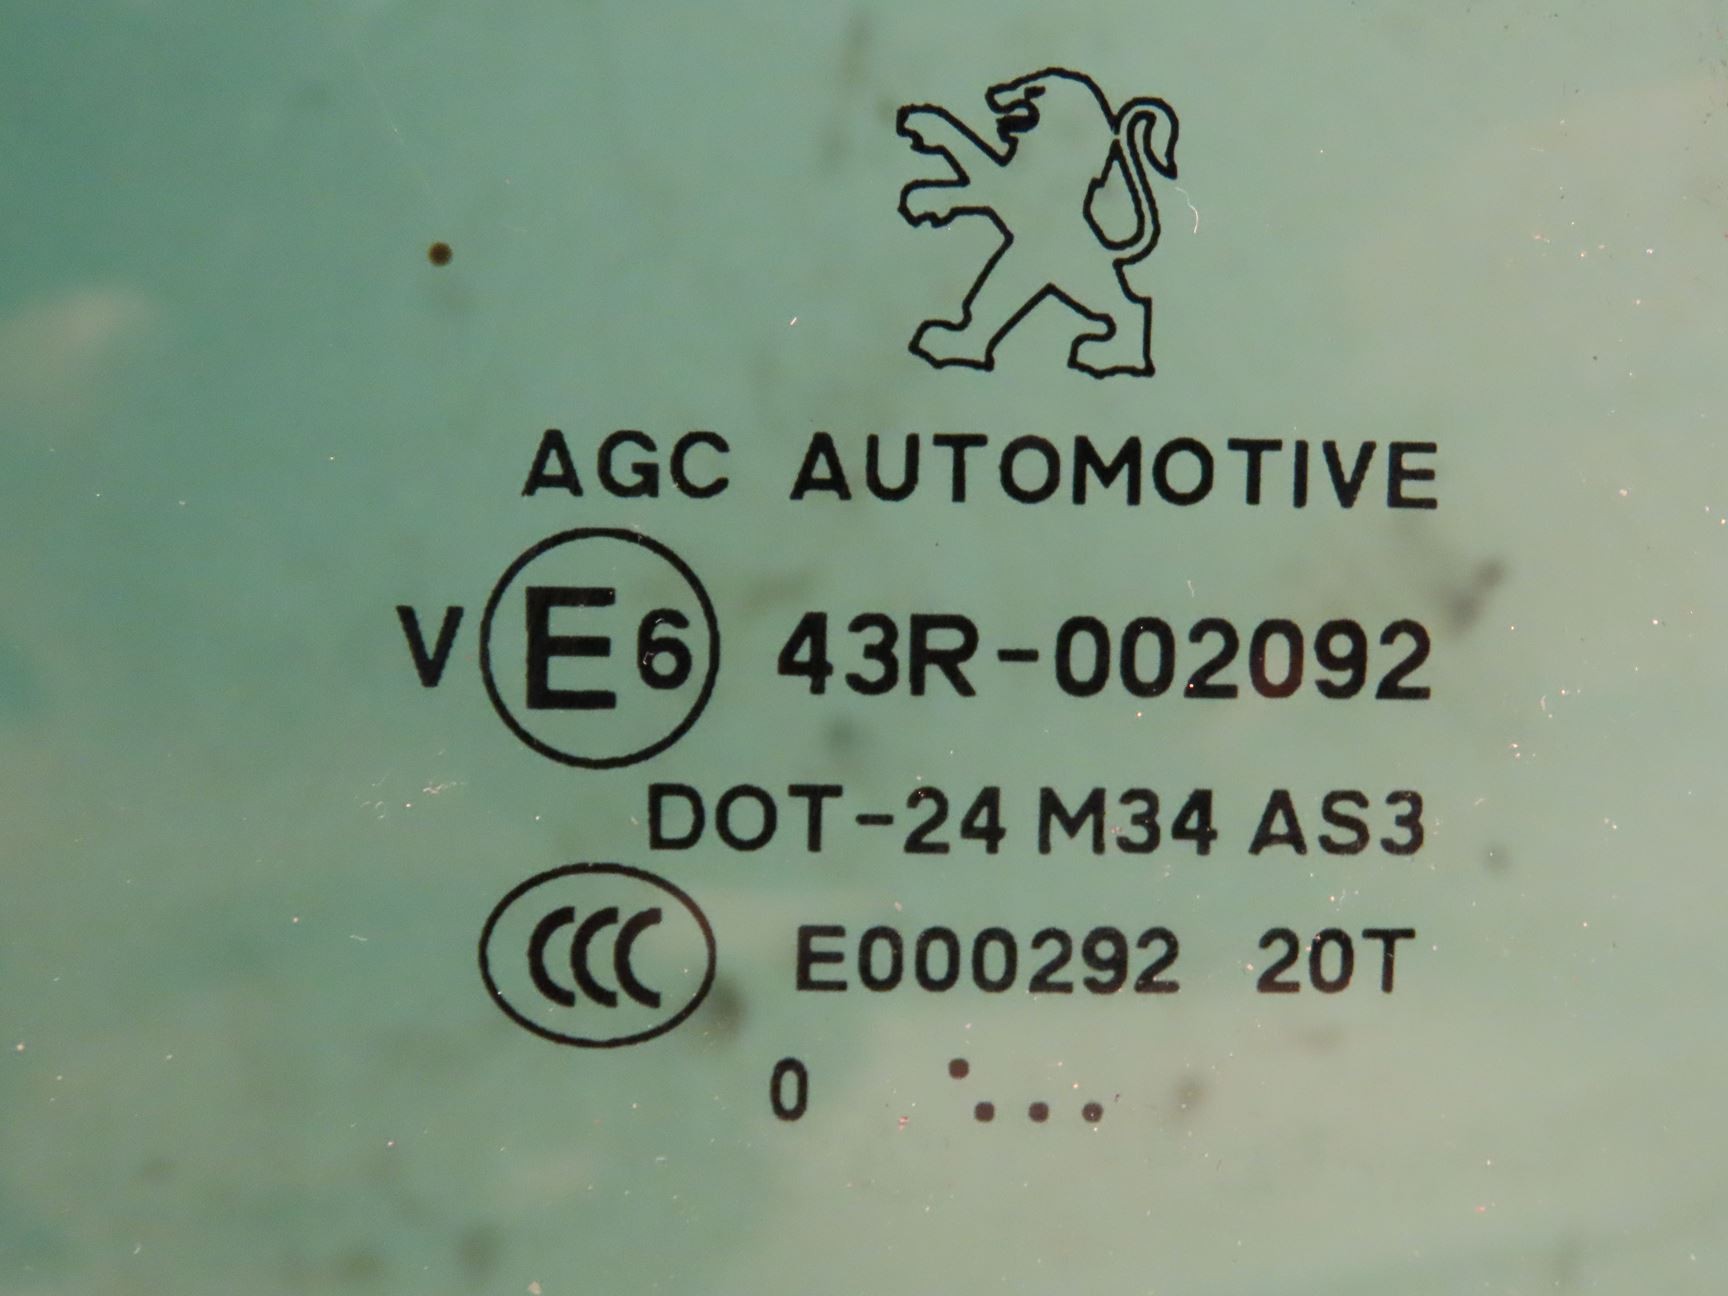 AGC AUTOMOTIVE
V E6 43R-002092
DOT-24 M34 AS3
CCC E000292 20T
0